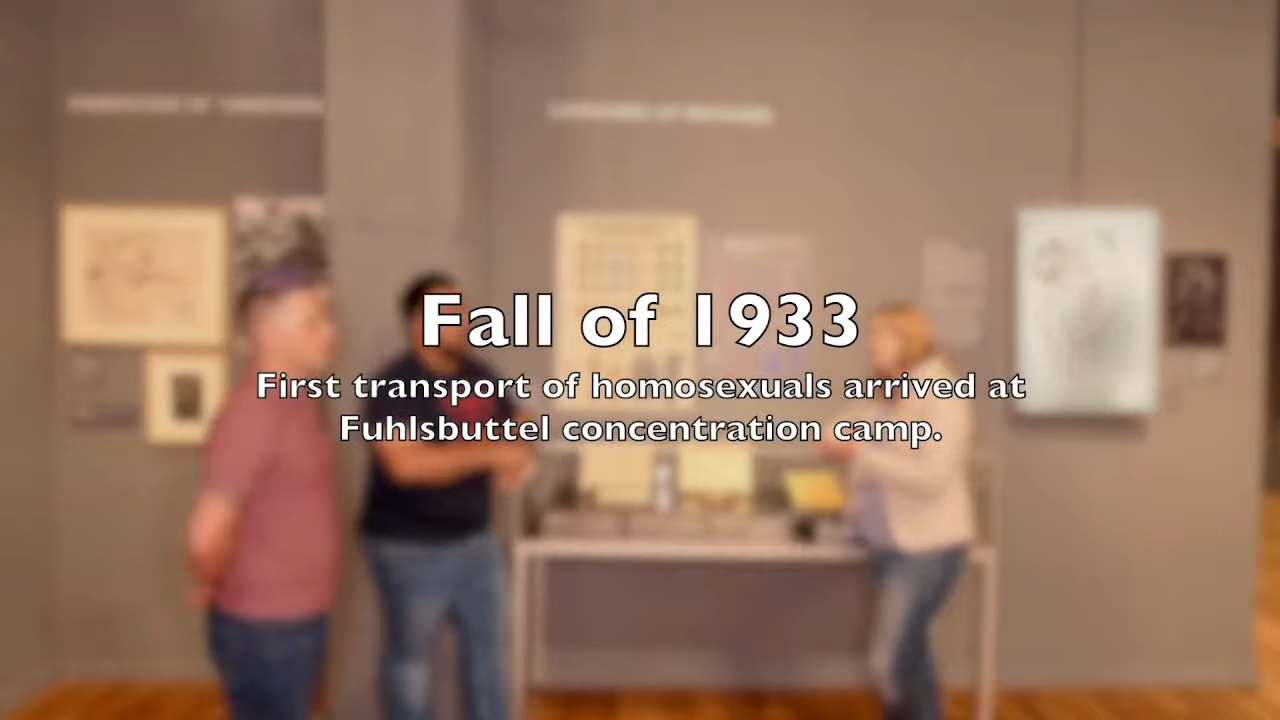 Fall of 1933
First transport of homosexuals arrived at
Fuhlsbuttel concentration camp.